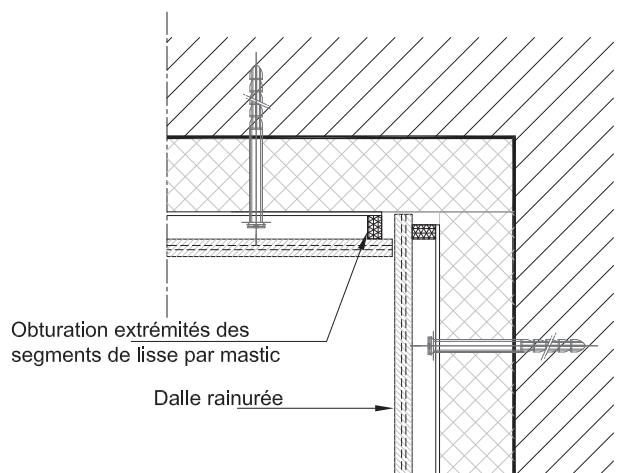 Obturation extrémités des
segments de lisse par mastic
Dalle rainurée